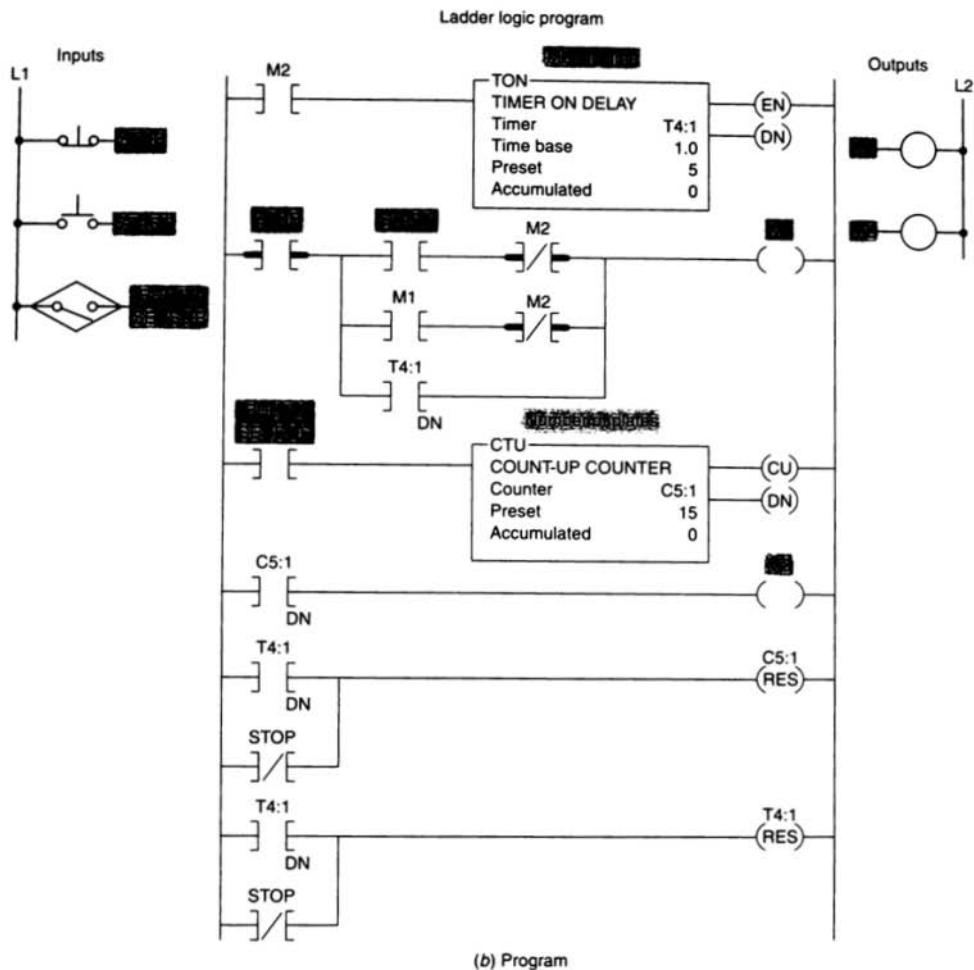 Ladder logic program
Inputs
Outputs
L1
L2
M2
TON
TIMER ON DELAY
Timer T4:1
Time base 1.0
Preset 5
Accumulated 0
EN
DN
M2
M1
M2
T4:1
DN
CTU
COUNT-UP COUNTER
Counter C5:1
Preset 15
Accumulated 0
CU
DN
C5:1
DN
T4:1
DN
C5:1
RES
STOP
T4:1
DN
T4:1
RES
STOP
(b) Program